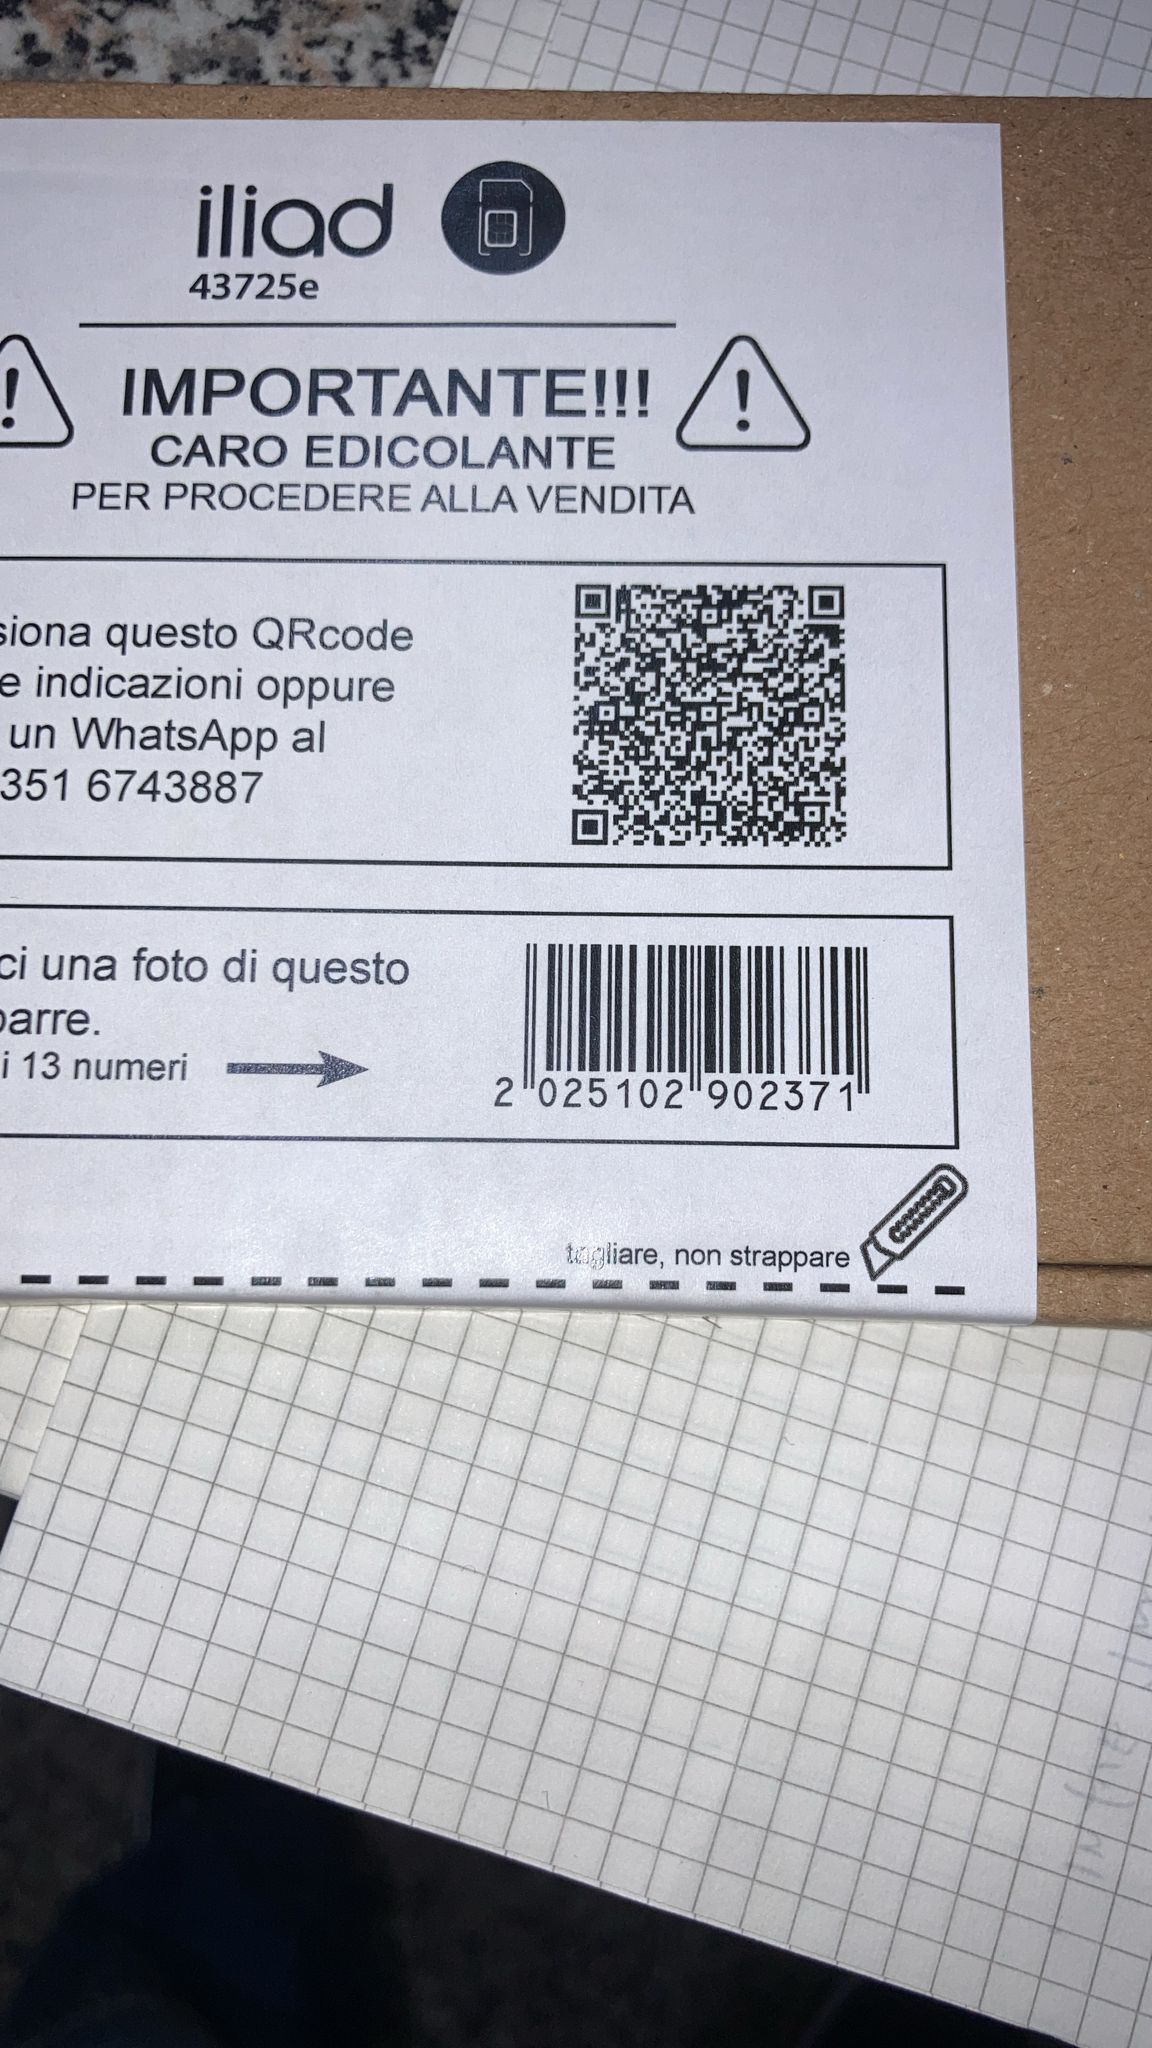 iliad
43725e
IMPORTANTE!!!
CARO EDICOLANTE
PER PROCEDERE ALLA VENDITA
siona questo QRcode
e indicazioni oppure
un WhatsApp al
351 6743887
ci una foto di questo
barre.
i 13 numeri
2 025102 902371
tagliare, non strappare